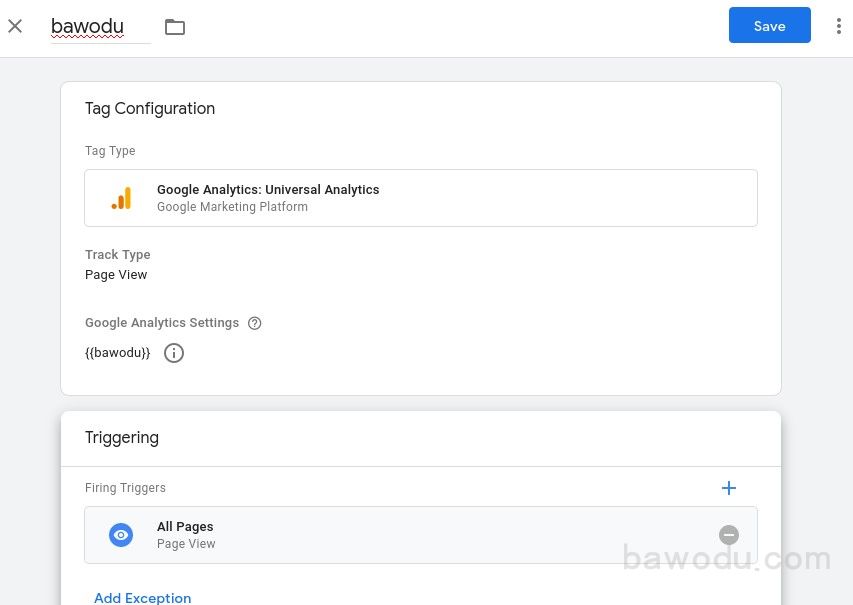 bawodu
Save
Tag Configuration
Tag Type
Google Analytics: Universal Analytics
Google Marketing Platform
Track Type
Page View
Google Analytics Settings
{{bawodu}}
Triggering
Firing Triggers
All Pages
Page View
bawodu.com
Add Exception